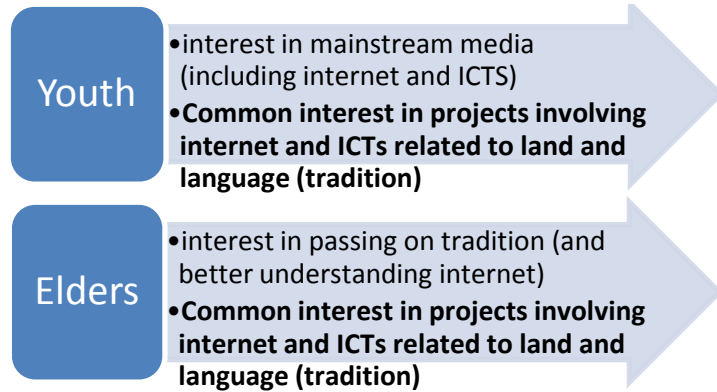 Youth
•interest in mainstream media
(including internet and ICTS)
•Common interest in projects involving
internet and ICTs related to land and
language (tradition)
Elders
•interest in passing on tradition (and
better understanding internet)
•Common interest in projects involving
internet and ICTs related to land and
language (tradition)